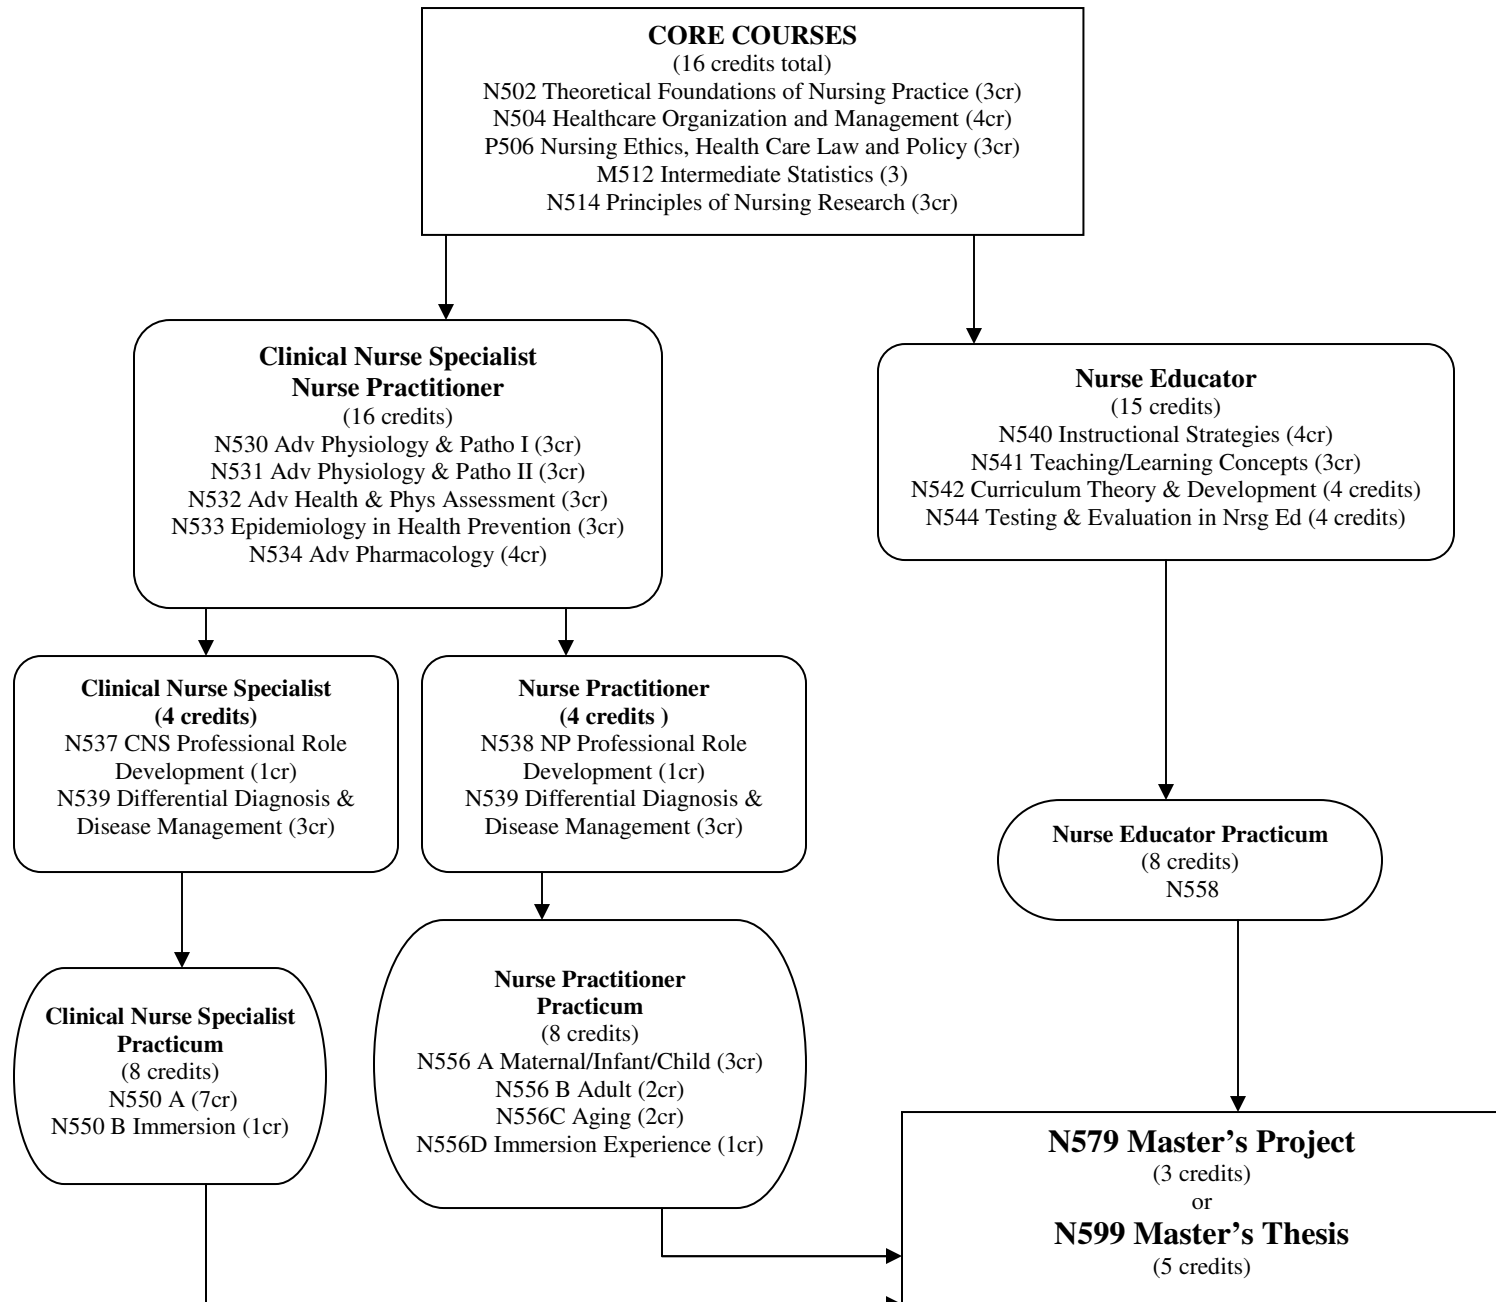 CORE COURSES
(16 credits total)
N502 Theoretical Foundations of Nursing Practice (3cr)
N504 Healthcare Organization and Management (4cr)
P506 Nursing Ethics, Health Care Law and Policy (3cr)
M512 Intermediate Statistics (3)
N514 Principles of Nursing Research (3cr)
Clinical Nurse Specialist
Nurse Practitioner
(16 credits)
N530 Adv Physiology & Patho I (3cr)
N531 Adv Physiology & Patho II (3cr)
N532 Adv Health & Phys Assessment (3cr)
N533 Epidemiology in Health Prevention (3cr)
N534 Adv Pharmacology (4cr)
Nurse Educator
(15 credits)
N540 Instructional Strategies (4cr)
N541 Teaching/Learning Concepts (3cr)
N542 Curriculum Theory & Development (4 credits)
N544 Testing & Evaluation in Nrsg Ed (4 credits)
Clinical Nurse Specialist
(4 credits)
N537 CNS Professional Role
Development (1cr)
N539 Differential Diagnosis &
Disease Management (3cr)
Nurse Practitioner
(4 credits )
N538 NP Professional Role
Development (1cr)
N539 Differential Diagnosis &
Disease Management (3cr)
Nurse Educator Practicum
(8 credits)
N558
Clinical Nurse Specialist
Practicum
(8 credits)
N550 A (7cr)
N550 B Immersion (1cr)
Nurse Practitioner
Practicum
(8 credits)
N556 A Maternal/Infant/Child (3cr)
N556 B Adult (2cr)
N556C Aging (2cr)
N556D Immersion Experience (1cr)
N579 Master's Project
(3 credits)
or
N599 Master's Thesis
(5 credits)